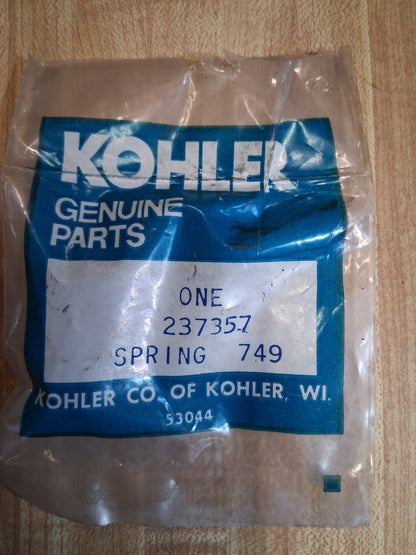 KOHLER
GENUINE
PARTS
ONE
237357
SPRING 749
KOHLER CO. OF KOHLER, WI.
53044